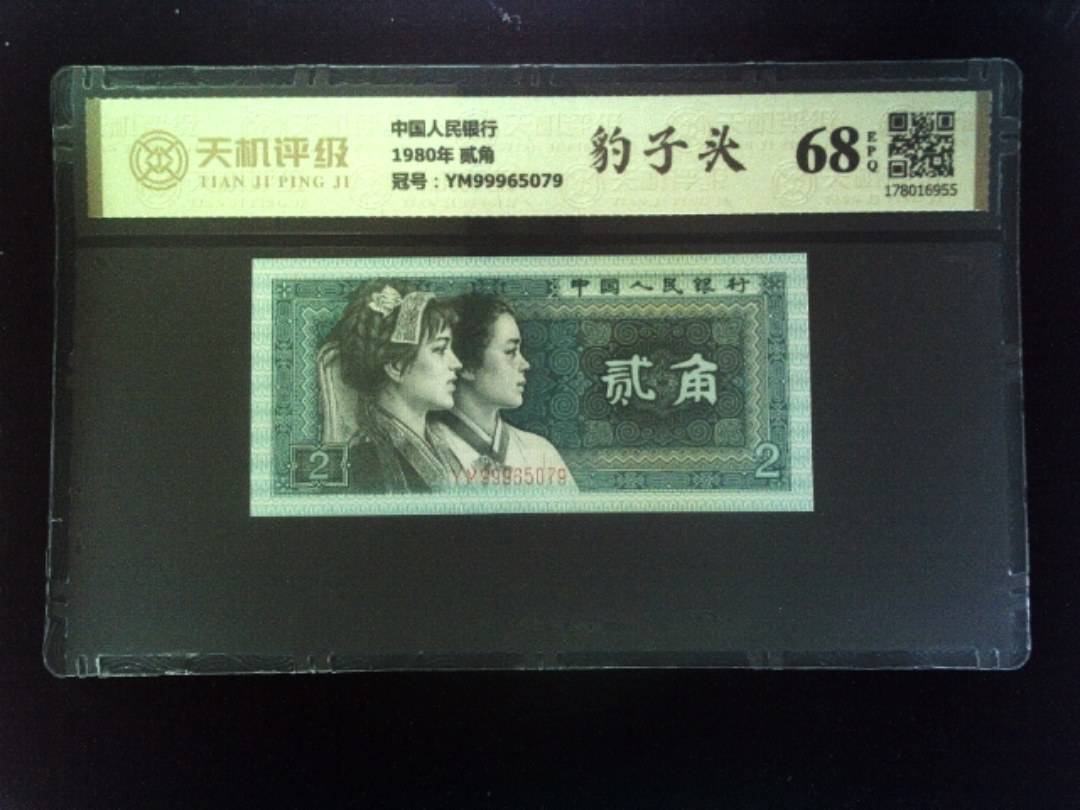 天机评级
TIAN JI PING JI
中国人民银行
1980年 贰角
冠号：YM99965079
豹子头
68
EPQ
178016955
中国人民银行
贰角
2
2
YM99965079